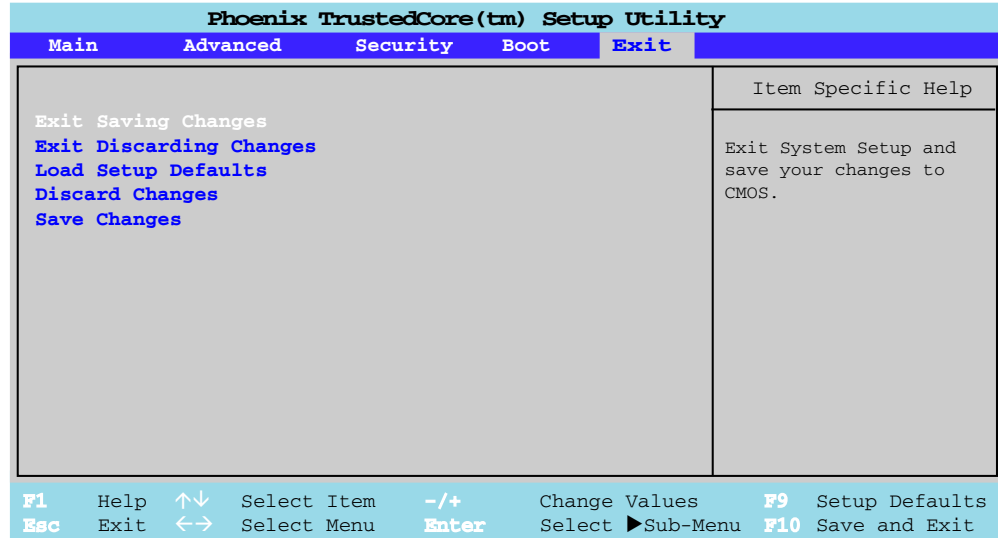 Phoenix TrustedCore(tm) Setup Utility
Main Advanced Security Boot Exit
Item Specific Help
Exit Saving Changes
Exit Discarding Changes
Load Setup Defaults
Discard Changes
Save Changes
Exit System Setup and
save your changes to
CMOS.
F1 Help ↑↓ Select Item -/+ Change Values F9 Setup Defaults
Esc Exit ←→ Select Menu Enter Select ▶Sub-Menu F10 Save and Exit